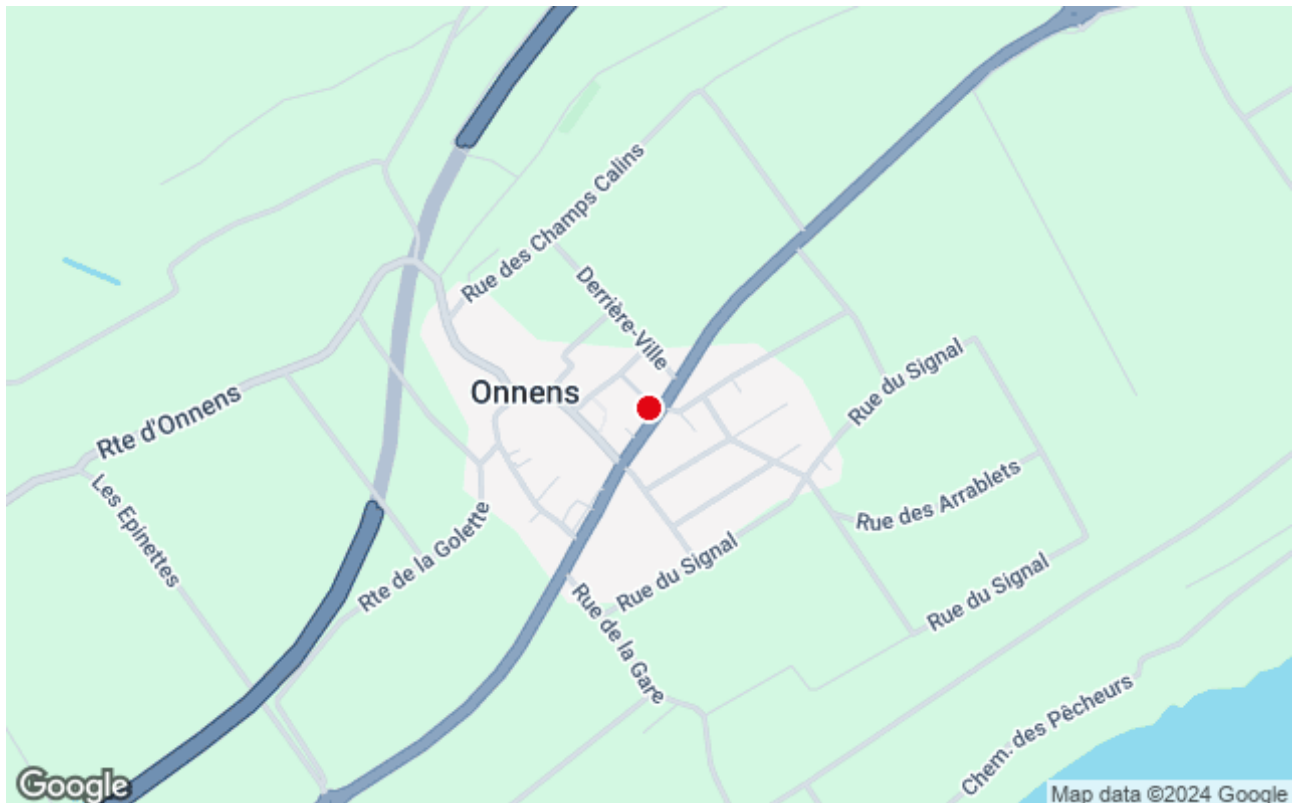 Rue des Champs Calins
Derrière-Ville
Onnens
Rue du Signal
Rte d'Onnens
Les Epinettes
Rue des Arrablets
Rte de la Golette
Rue du Signal
Rue du Signal
Rue de la Gare
Chem. des Pêcheurs
Google
Map data ©2024 Google